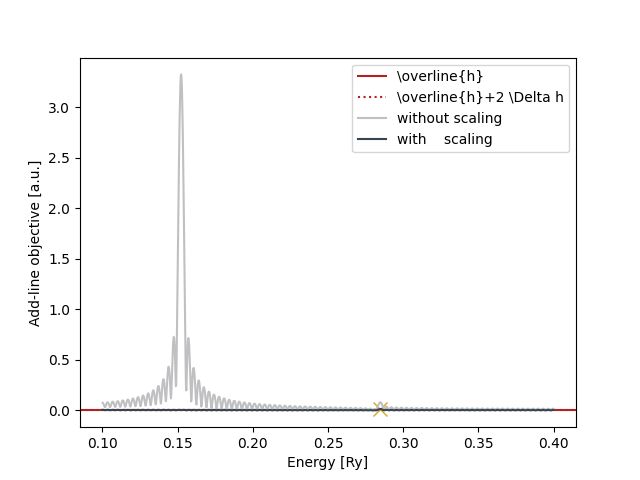 \overline{h}
\overline{h}+2 \Delta h
without scaling
with    scaling
Add-line objective [a.u.]
3.0
2.5
2.0
1.5
1.0
0.5
0.0
0.10 0.15 0.20 0.25 0.30 0.35 0.40
Energy [Ry]